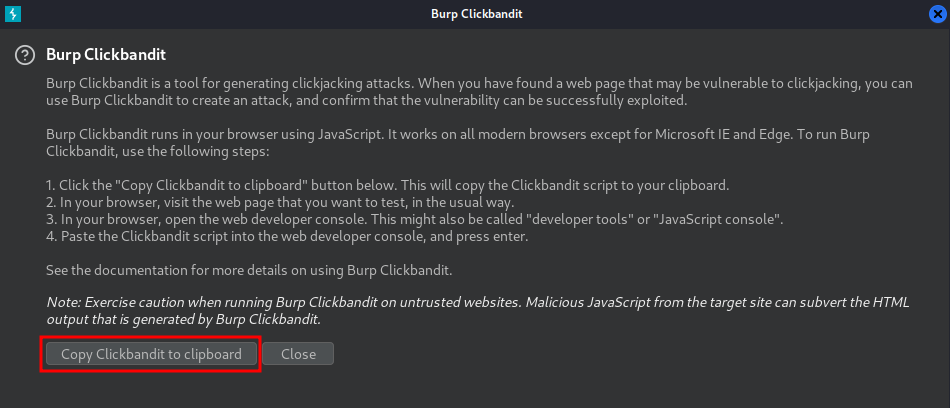 Burp Clickbandit
Burp Clickbandit
Burp Clickbandit is a tool for generating clickjacking attacks. When you have found a web page that may be vulnerable to clickjacking, you can
use Burp Clickbandit to create an attack, and confirm that the vulnerability can be successfully exploited.
Burp Clickbandit runs in your browser using JavaScript. It works on all modern browsers except for Microsoft IE and Edge. To run Burp
Clickbandit, use the following steps:
1. Click the "Copy Clickbandit to clipboard" button below. This will copy the Clickbandit script to your clipboard.
2. In your browser, visit the web page that you want to test, in the usual way.
3. In your browser, open the web developer console. This might also be called "developer tools" or "JavaScript console".
4. Paste the Clickbandit script into the web developer console, and press enter.
See the documentation for more details on using Burp Clickbandit.
Note: Exercise caution when running Burp Clickbandit on untrusted websites. Malicious JavaScript from the target site can subvert the HTML
output that is generated by Burp Clickbandit.
Copy Clickbandit to clipboard Close